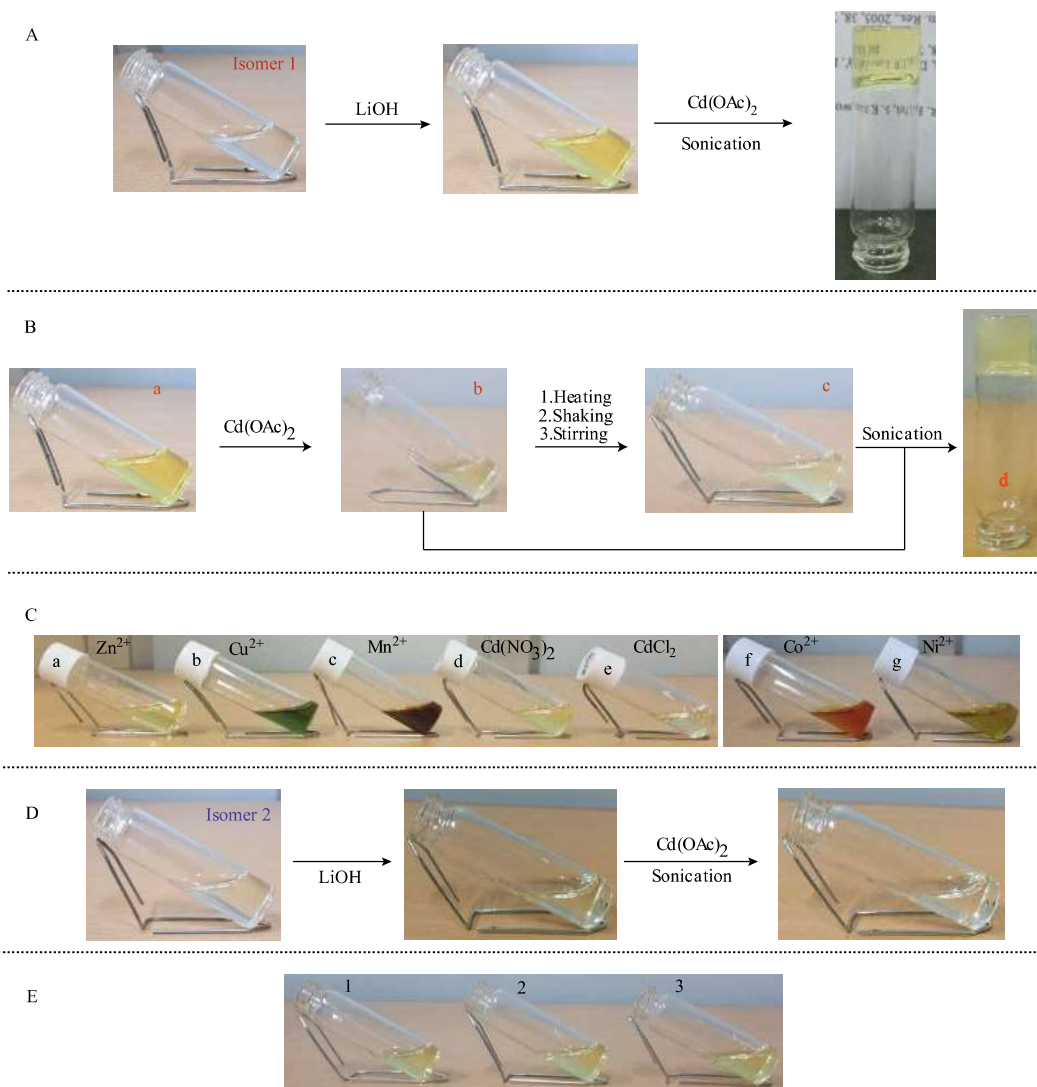 A
Isomer 1
LiOH
Cd(OAc)2
Sonication
B
a
Cd(OAc)2
b
1.Heating
2.Shaking
3.Stirring
c
Sonication
d
C
Zn2+ Cu2+ Mn2+ Cd(NO3)2 CdCl2 Co2+ Ni2+
a b c d e f g
D
Isomer 2
LiOH
Cd(OAc)2
Sonication
E
1 2 3